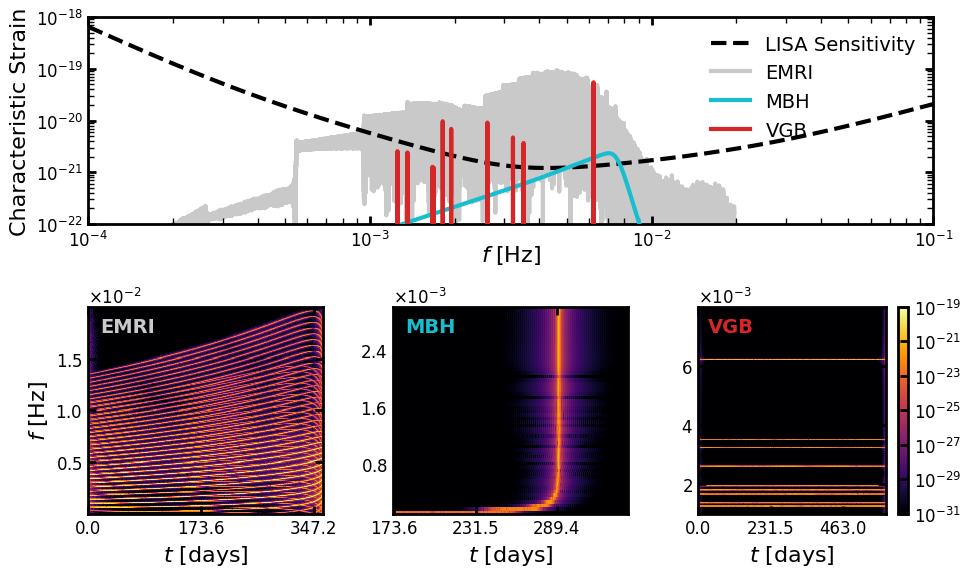 Characteristic Strain
10⁻¹⁸
10⁻¹⁹
10⁻²⁰
10⁻²¹
10⁻²²
LISA Sensitivity
EMRI
MBH
VGB
10⁻⁴ 10⁻³ 10⁻² 10⁻¹
f [Hz]
×10⁻²
EMRI
f [Hz]
1.5
1.0
0.5
0.0 173.6 347.2
t [days]
×10⁻³
MBH
2.4
1.6
0.8
173.6 231.5 289.4
t [days]
×10⁻³
VGB
6
4
2
0.0 231.5 463.0
t [days]
10⁻¹⁹
10⁻²¹
10⁻²³
10⁻²⁵
10⁻²⁷
10⁻²⁹
10⁻³¹